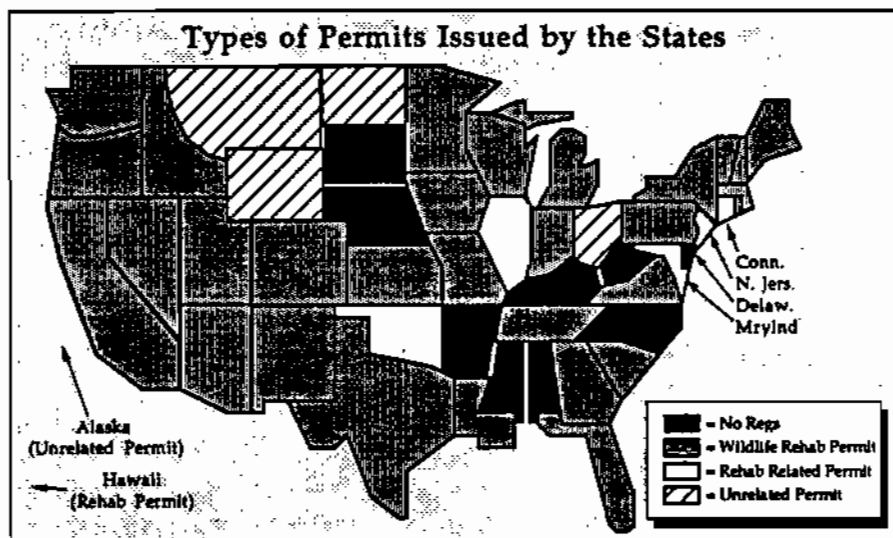 Types of Permits Issued by the States
Conn.
N. Jers.
Delaw.
Mrylnd
Alaska
(Unrelated Permit)
Hawaii
(Rehab Permit)
= No Regs
= Wildlife Rehab Permit
= Rehab Related Permit
= Unrelated Permit